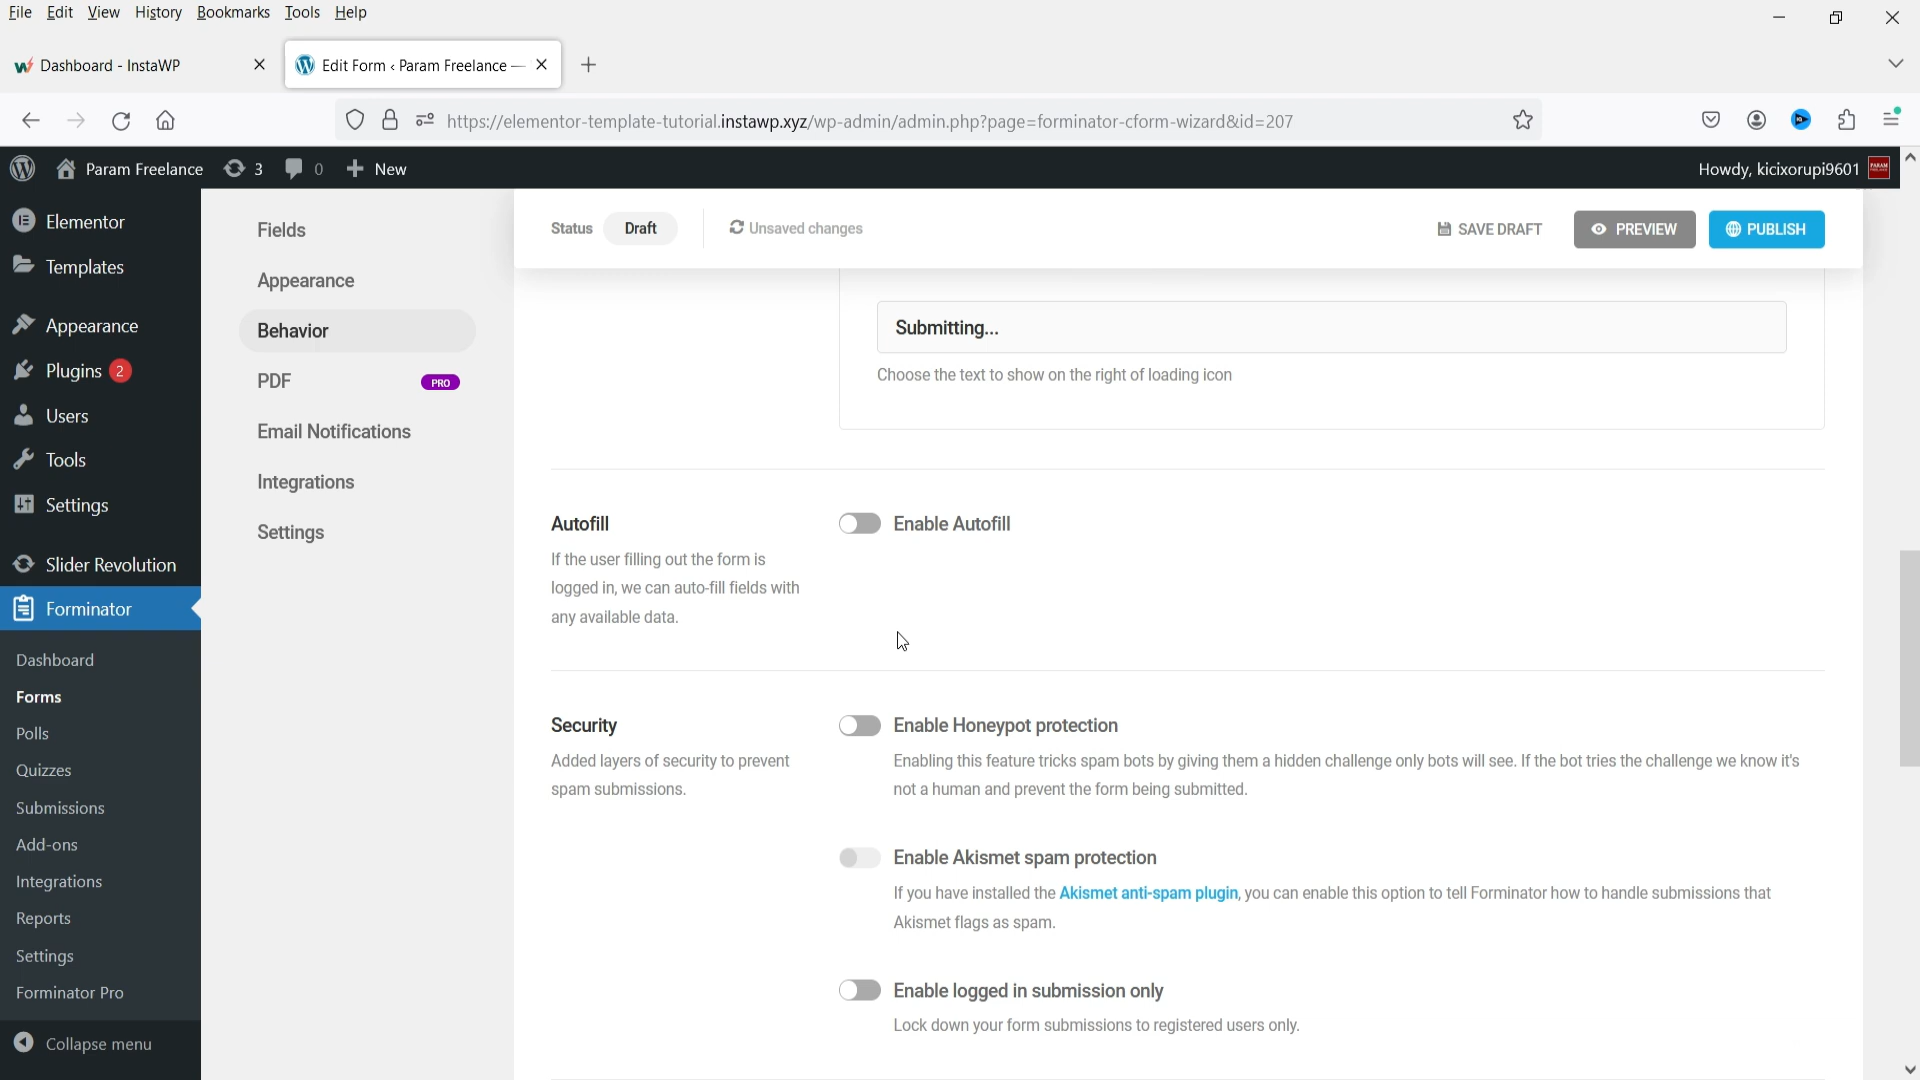 File Edit View History Bookmarks Tools Help
Dashboard - InstaWP
Edit Form ‹ Param Freelance —
https://elementor-template-tutorial.instawp.xyz/wp-admin/admin.php?page=forminator-cform-wizard&id=207
Param Freelance 3 0 New
Howdy, kicixorupi9601
Elementor
Templates
Appearance
Plugins 2
Users
Tools
Settings
Slider Revolution
Forminator
Dashboard
Forms
Polls
Quizzes
Submissions
Add-ons
Integrations
Reports
Settings
Forminator Pro
Collapse menu
Fields
Appearance
Behavior
PDF PRO
Email Notifications
Integrations
Settings
Status Draft Unsaved changes SAVE DRAFT PREVIEW PUBLISH
Submitting...
Choose the text to show on the right of loading icon
Autofill
If the user filling out the form is
logged in, we can auto-fill fields with
any available data.
Enable Autofill
Security
Added layers of security to prevent
spam submissions.
Enable Honeypot protection
Enabling this feature tricks spam bots by giving them a hidden challenge only bots will see. If the bot tries the challenge we know it's
not a human and prevent the form being submitted.
Enable Akismet spam protection
If you have installed the Akismet anti-spam plugin, you can enable this option to tell Forminator how to handle submissions that
Akismet flags as spam.
Enable logged in submission only
Lock down your form submissions to registered users only.